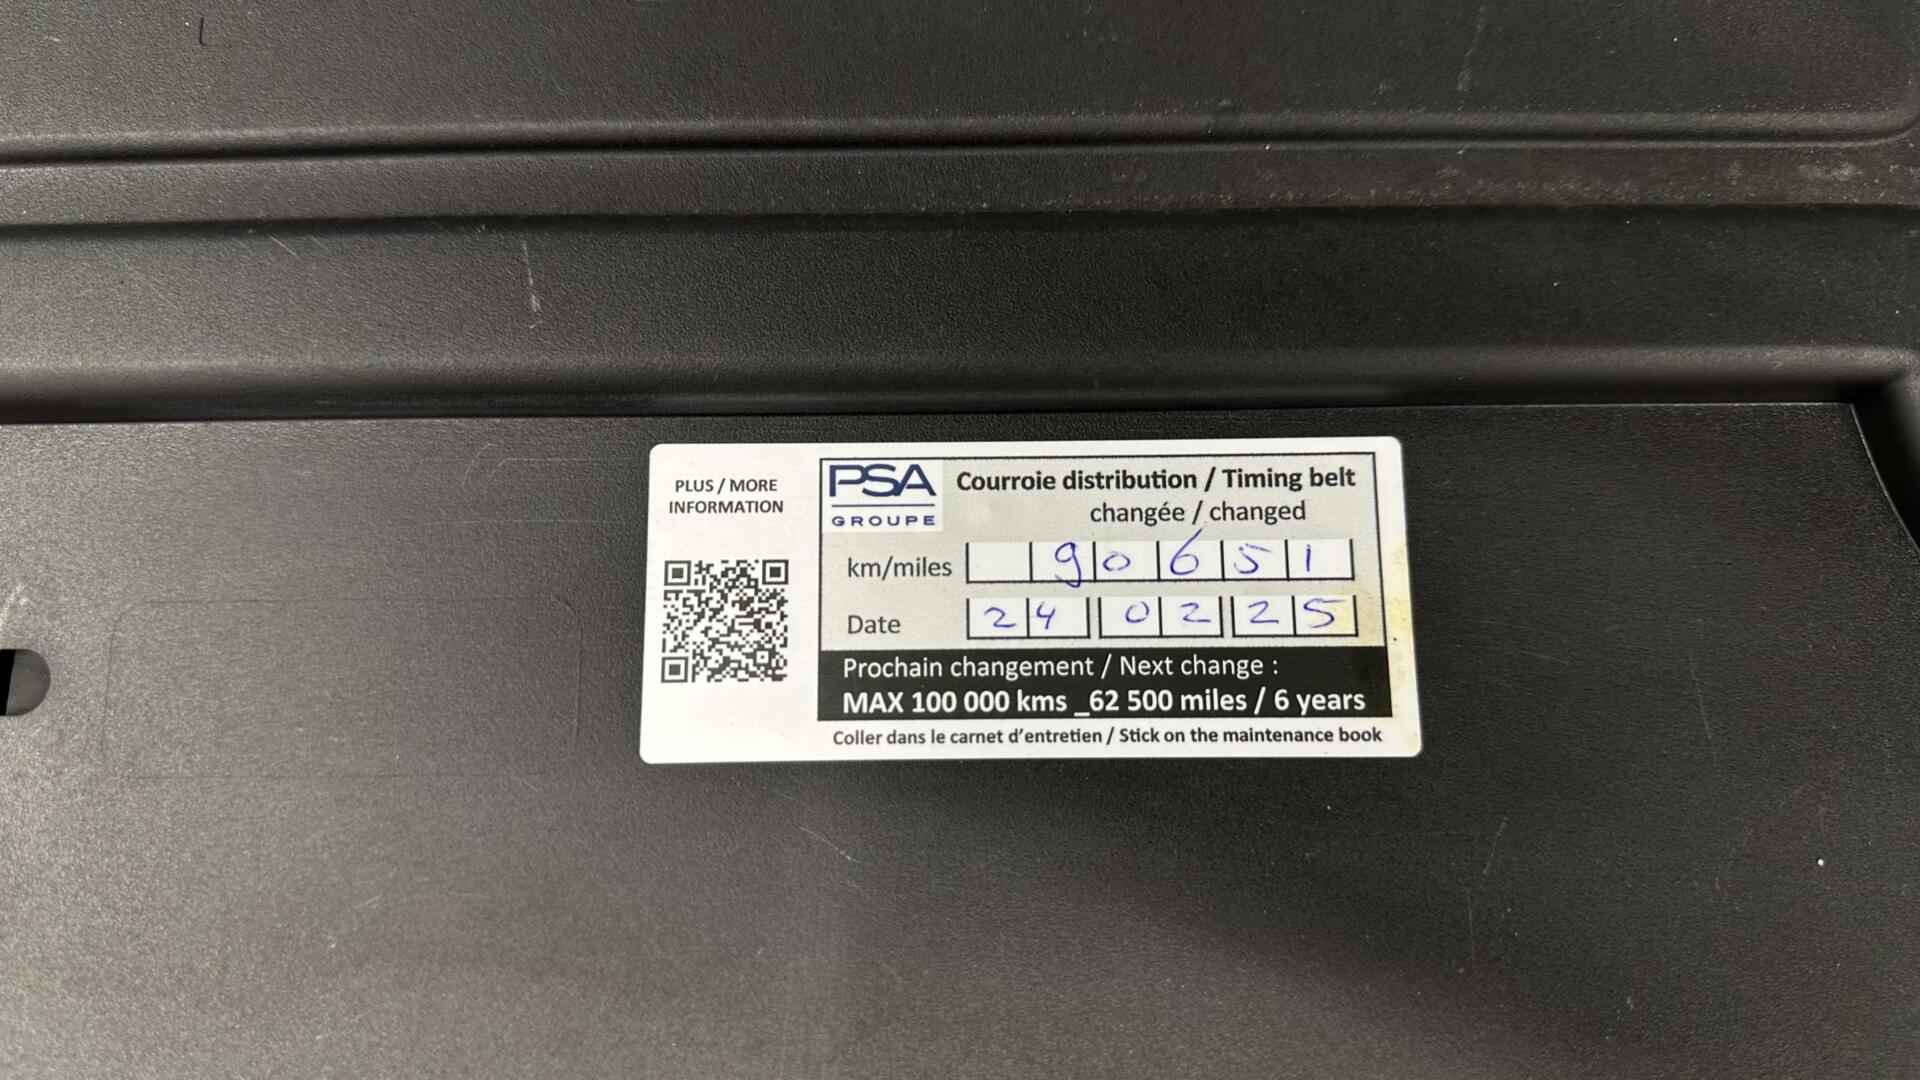 PLUS / MORE
INFORMATION
PSA
GROUPE
Courroie distribution / Timing belt
changée / changed
km/miles 90651
Date 24 02 25
Prochain changement / Next change :
MAX 100 000 kms _62 500 miles / 6 years
Coller dans le carnet d'entretien / Stick on the maintenance book